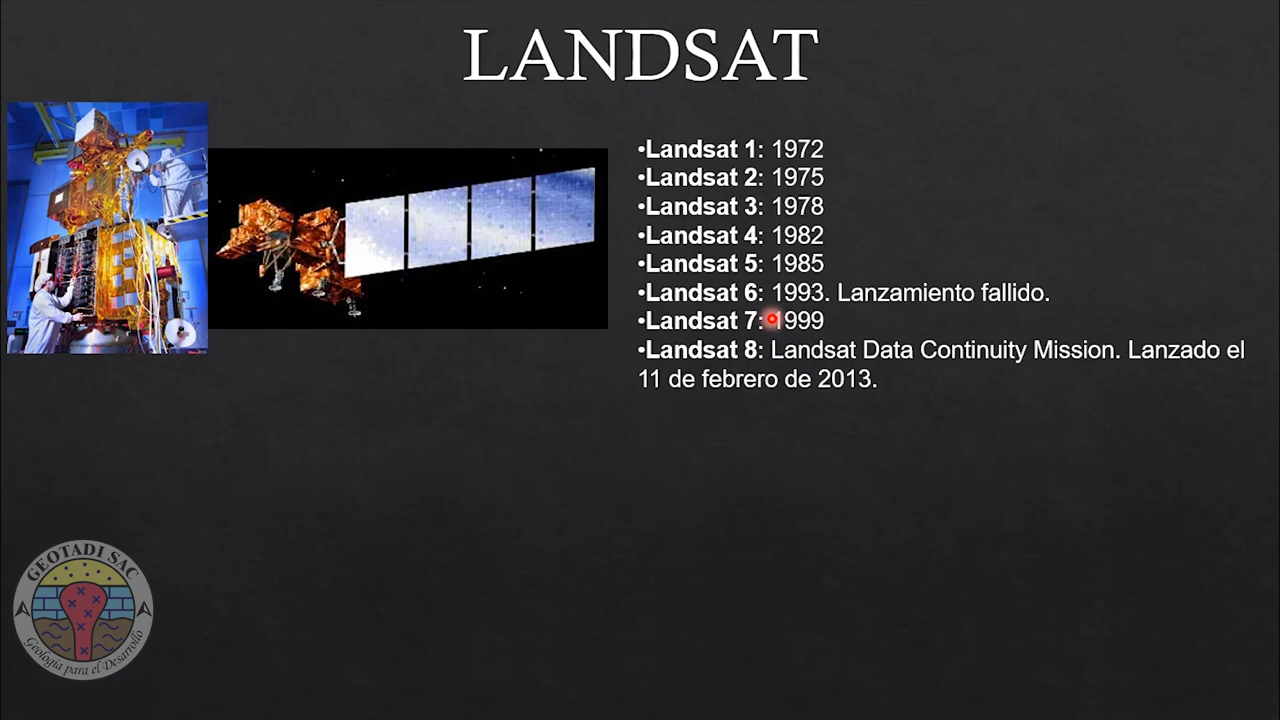 LANDSAT
•Landsat 1: 1972
•Landsat 2: 1975
•Landsat 3: 1978
•Landsat 4: 1982
•Landsat 5: 1985
•Landsat 6: 1993. Lanzamiento fallido.
•Landsat 7: 1999
•Landsat 8: Landsat Data Continuity Mission. Lanzado el
11 de febrero de 2013.
GEOTADI SAC
Geología para el Desarrollo